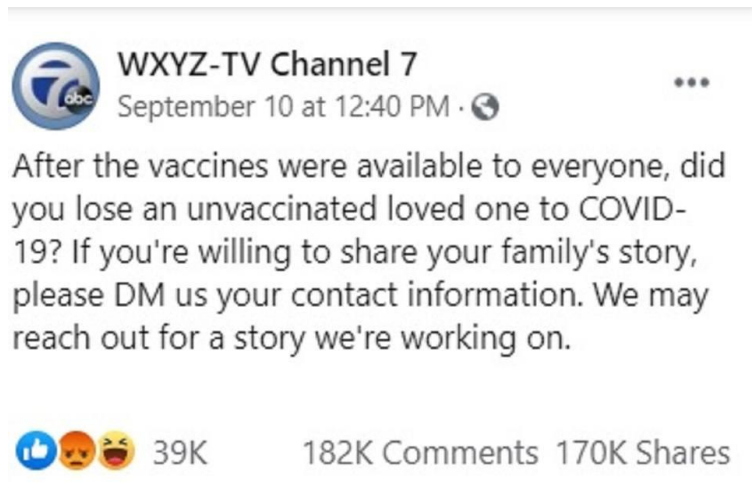 WXYZ-TV Channel 7
September 10 at 12:40 PM ·
7
abc
After the vaccines were available to everyone, did
you lose an unvaccinated loved one to COVID-
19? If you're willing to share your family's story,
please DM us your contact information. We may
reach out for a story we're working on.
39K 182K Comments 170K Shares